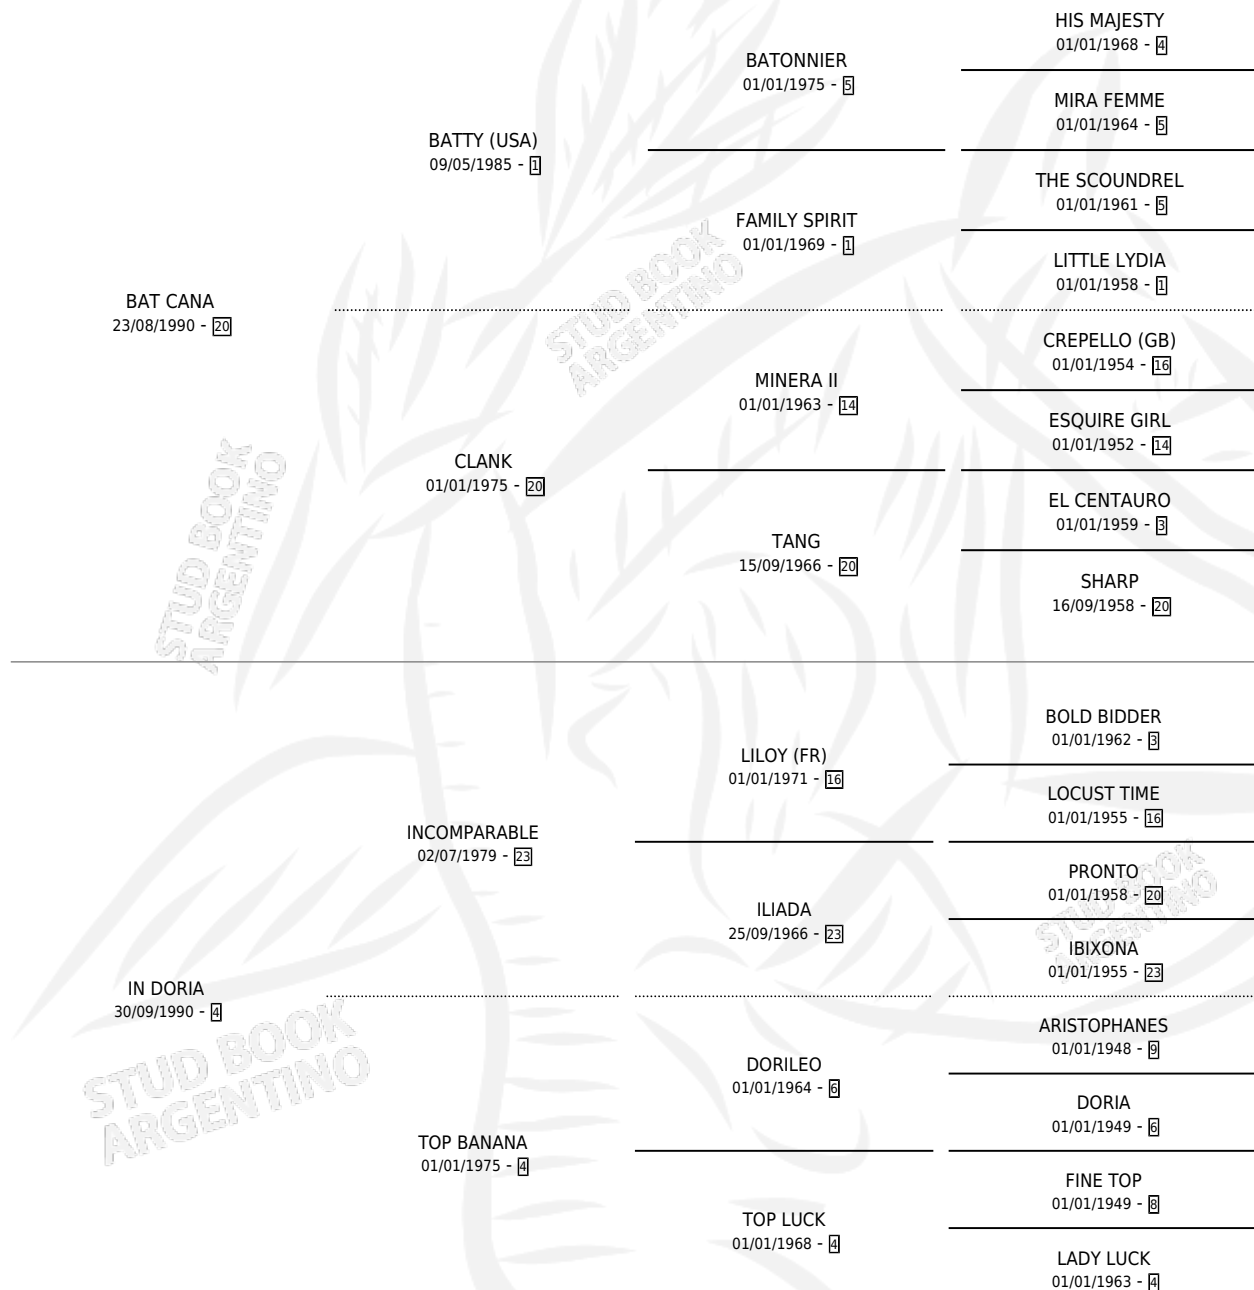 HIS MAJESTY
01/01/1968 - 4
BATONNIER
01/01/1975 - 5
MIRA FEMME
01/01/1964 - 5
BATTY (USA)
09/05/1985 - 1
THE SCOUNDREL
01/01/1961 - 5
FAMILY SPIRIT
01/01/1969 - 1
LITTLE LYDIA
01/01/1958 - 1
BAT CANA
23/08/1990 - 20
STUD BOOK
ARGENTINO
CREPELLO (GB)
01/01/1954 - 16
MINERA II
01/01/1963 - 14
ESQUIRE GIRL
01/01/1952 - 14
CLANK
01/01/1975 - 20
EL CENTAURO
01/01/1959 - 3
TANG
15/09/1966 - 20
SHARP
16/09/1958 - 20
STUD BOOK
ARGENTINO
BOLD BIDDER
01/01/1962 - 3
LILOY (FR)
01/01/1971 - 16
LOCUST TIME
01/01/1955 - 16
INCOMPARABLE
02/07/1979 - 23
PRONTO
01/01/1958 - 20
ILIADA
25/09/1966 - 23
IBIXONA
01/01/1955 - 23
STUD BOOK
ARGENTINO
IN DORIA
30/09/1990 - 4
ARISTOPHANES
01/01/1948 - 9
DORILEO
01/01/1964 - 6
DORIA
01/01/1949 - 6
STUD BOOK
ARGENTINO
TOP BANANA
01/01/1975 - 4
FINE TOP
01/01/1949 - 8
TOP LUCK
01/01/1968 - 4
LADY LUCK
01/01/1963 - 4